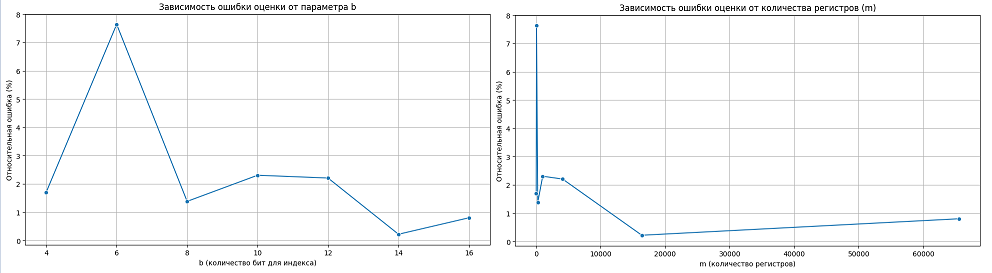 Зависимость ошибки оценки от параметра b
Относительная ошибка (%)
8
7
6
5
4
3
2
1
0
4 6 8 10 12 14 16
b (количество бит для индекса)
Зависимость ошибки оценки от количества регистров (m)
Относительная ошибка (%)
8
7
6
5
4
3
2
1
0
0 10000 20000 30000 40000 50000 60000
m (количество регистров)